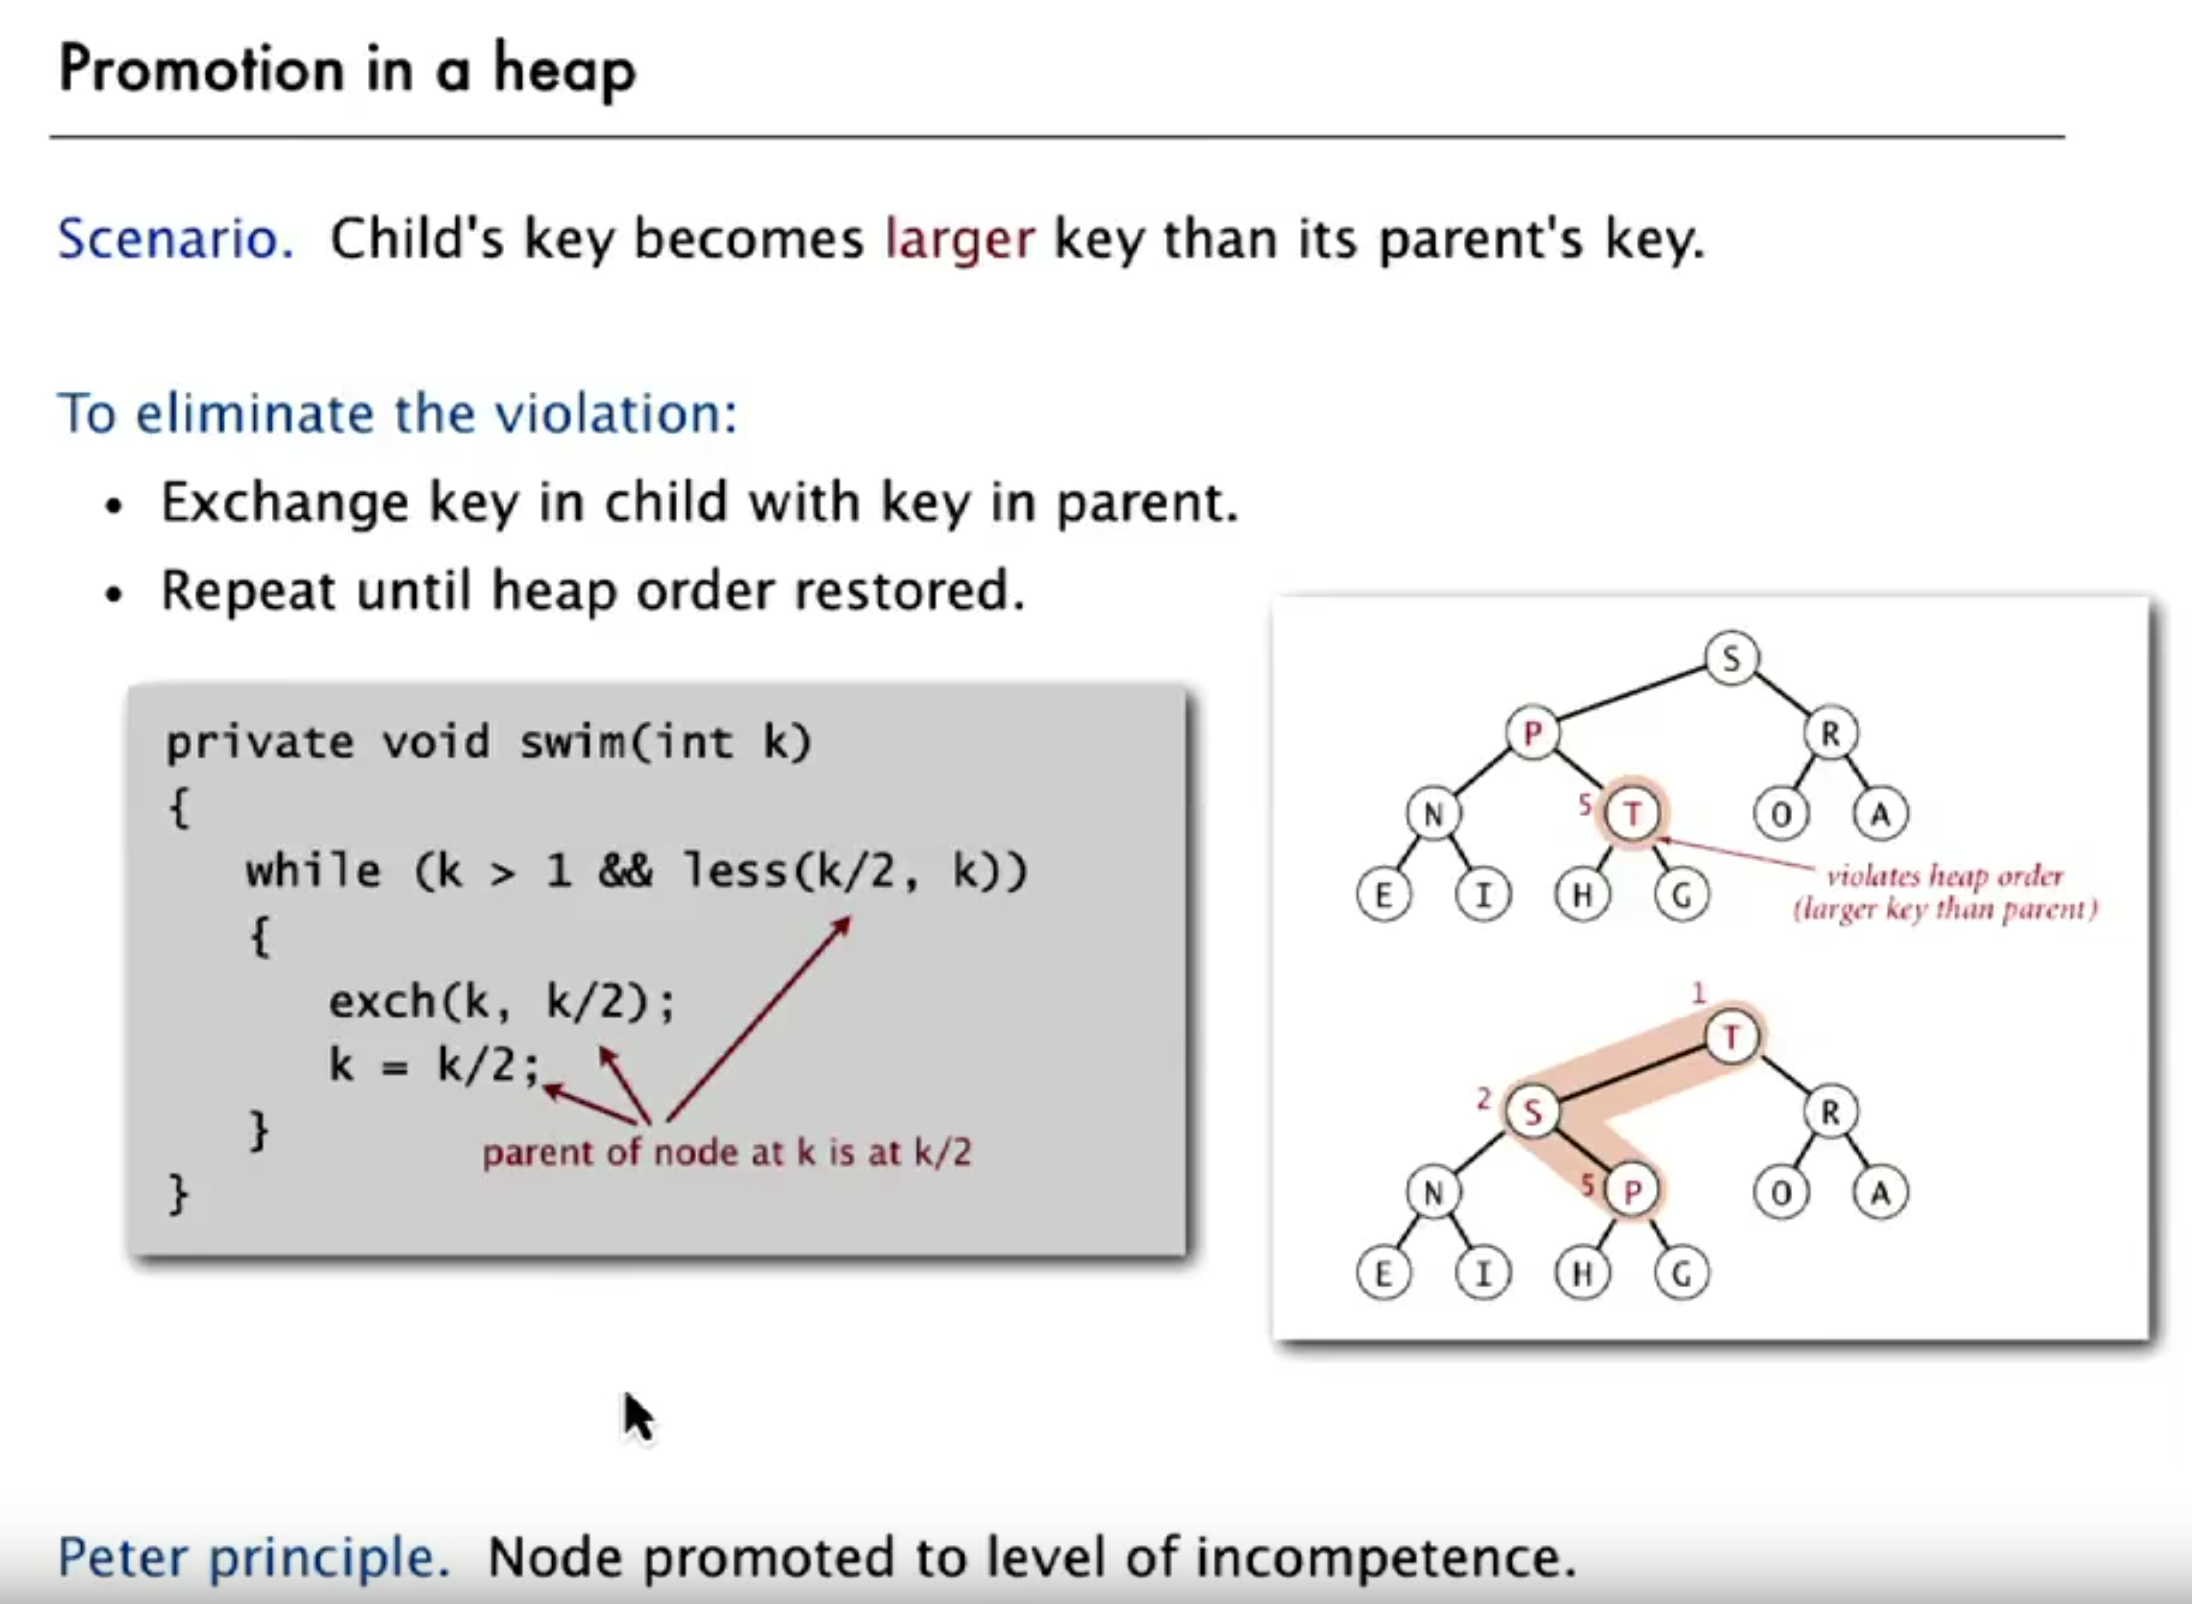 Promotion in a heap
Scenario. Child's key becomes larger key than its parent's key.
To eliminate the violation:
• Exchange key in child with key in parent.
• Repeat until heap order restored.
private void swim(int k)
{
while (k > 1 && less(k/2, k))
{
exch(k, k/2);
k = k/2;
}
}
parent of node at k is at k/2
S
P R
N 5 T O A
E I H G
violates heap order
(larger key than parent)
1
T
2 S R
N 5 P O A
E I H G
Peter principle. Node promoted to level of incompetence.